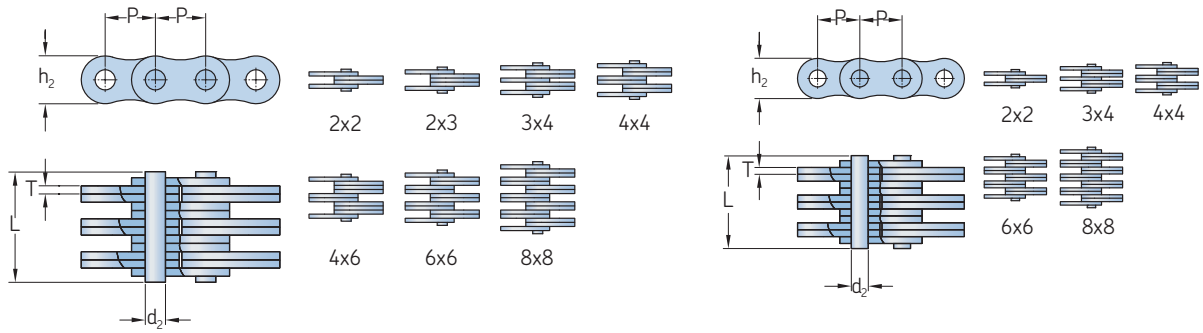 P P
h₂
2x2 2x3 3x4 4x4
T
L
d₂
4x6 6x6 8x8
P P
h₂
2x2 3x4 4x4
T
L
d₂
6x6 8x8